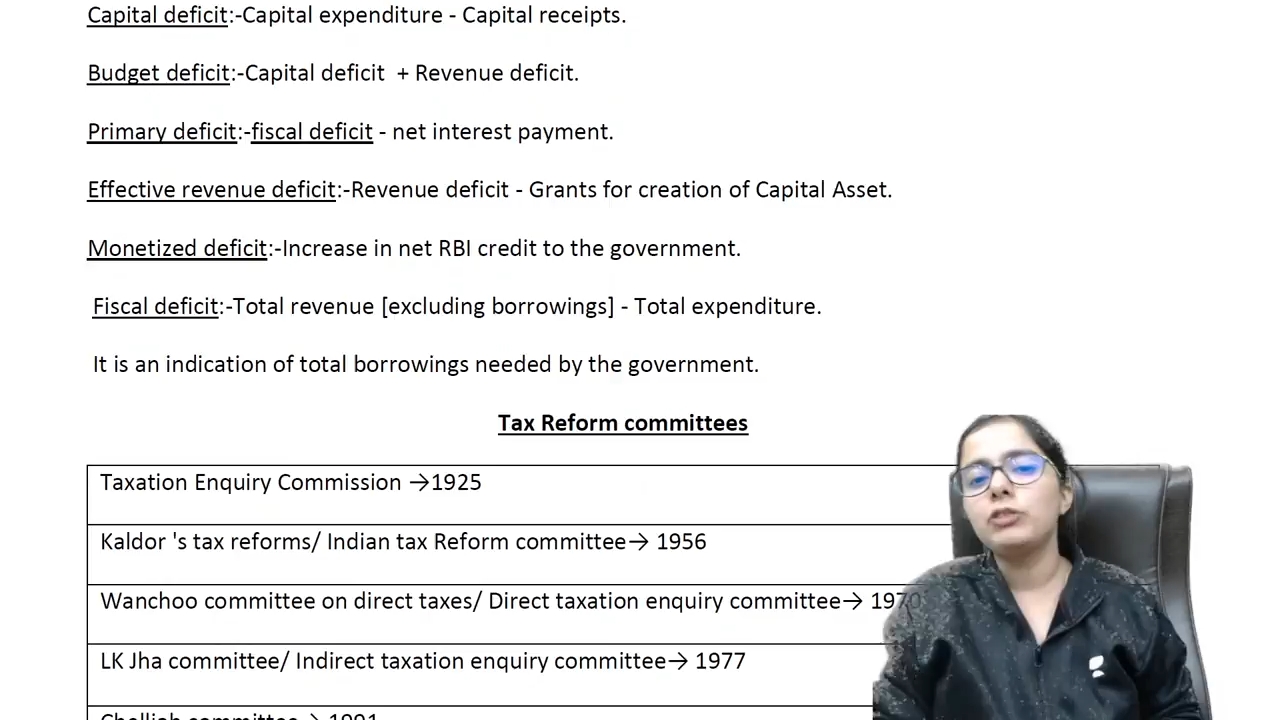 Capital deficit:-Capital expenditure - Capital receipts.
Budget deficit:-Capital deficit + Revenue deficit.
Primary deficit:-fiscal deficit - net interest payment.
Effective revenue deficit:-Revenue deficit - Grants for creation of Capital Asset.
Monetized deficit:-Increase in net RBI credit to the government.
Fiscal deficit:-Total revenue [excluding borrowings] - Total expenditure.
It is an indication of total borrowings needed by the government.
Tax Reform committees
Taxation Enquiry Commission →1925
Kaldor 's tax reforms/ Indian tax Reform committee→ 1956
Wanchoo committee on direct taxes/ Direct taxation enquiry committee→ 1970
LK Jha committee/ Indirect taxation enquiry committee→ 1977
Chelliah committee → 1991